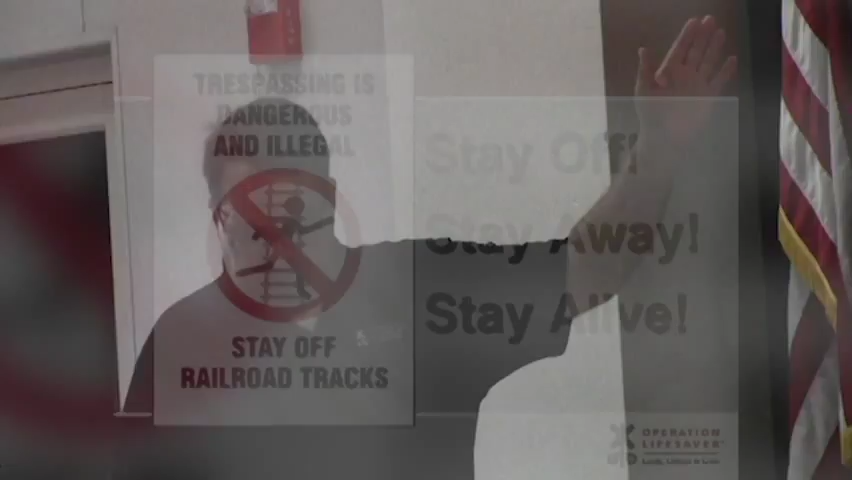 TRESPASSING IS
DANGEROUS
AND ILLEGAL
STAY OFF
RAILROAD TRACKS
Stay Off!
Stay Away!
Stay Alive!
OPERATION
LIFESAVER